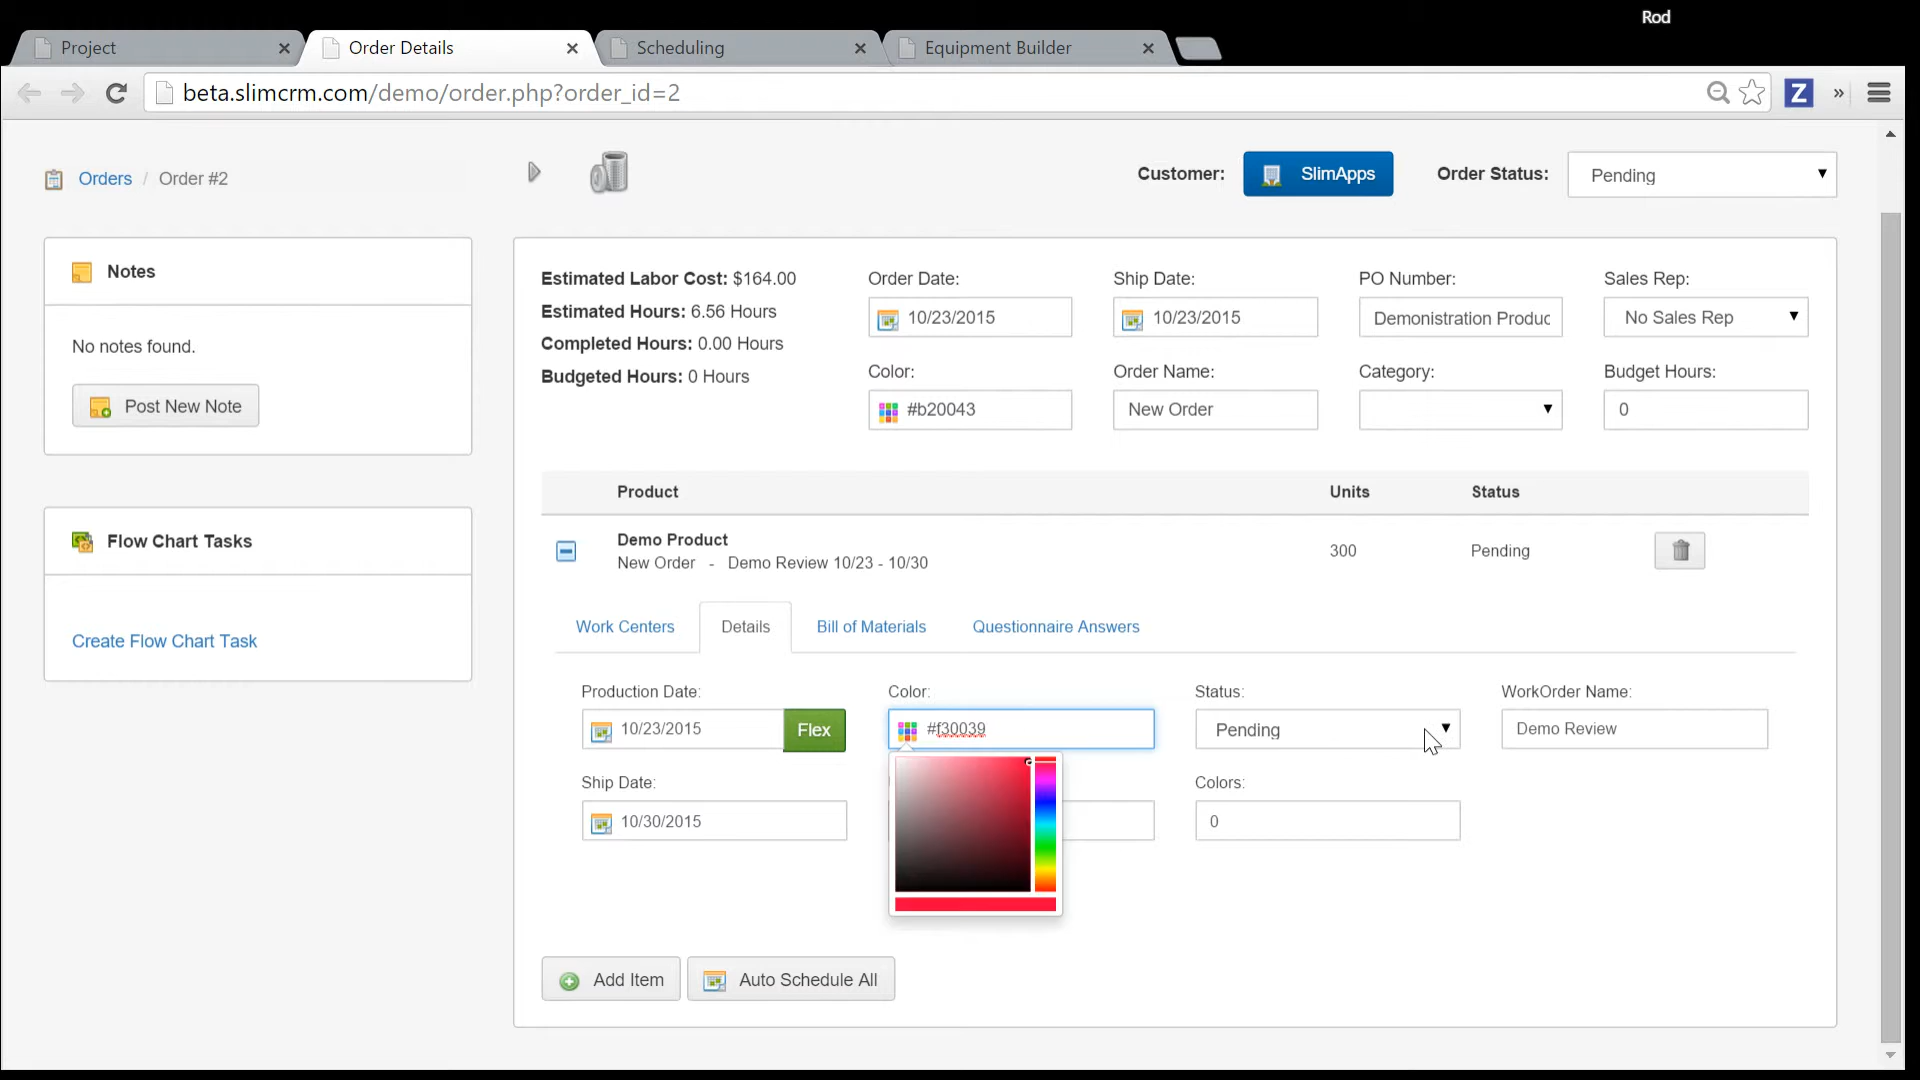 Rod
Project
Order Details
Scheduling
Equipment Builder
beta.slimcrm.com/demo/order.php?order_id=2
Z
»
Orders / Order #2
Customer:
SlimApps
Order Status:
Pending
Notes
No notes found.
Post New Note
Flow Chart Tasks
Create Flow Chart Task
Estimated Labor Cost: $164.00
Estimated Hours: 6.56 Hours
Completed Hours: 0.00 Hours
Budgeted Hours: 0 Hours
Order Date:
10/23/2015
Ship Date:
10/23/2015
PO Number:
Demonistration Produc
Sales Rep:
No Sales Rep
Color:
#b20043
Order Name:
New Order
Category:
Budget Hours:
0
Product
Units
Status
Demo Product
300
Pending
New Order - Demo Review 10/23 - 10/30
Work Centers
Details
Bill of Materials
Questionnaire Answers
Production Date:
10/23/2015
Flex
Color:
#f30039
Status:
Pending
WorkOrder Name:
Demo Review
Ship Date:
10/30/2015
Colors:
0
Add Item
Auto Schedule All